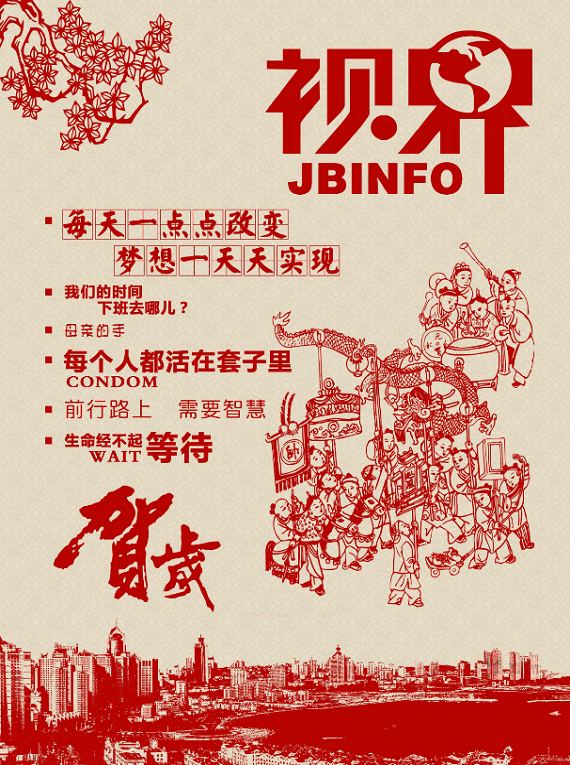 视界
JBINFO
每天一点点改变
梦想一天天实现
我们的时间
下班去哪儿？
母亲的手
每个人都活在套子里
CONDOM
前行路上 需要智慧
生命经不起等待
WAIT
贺岁
帥